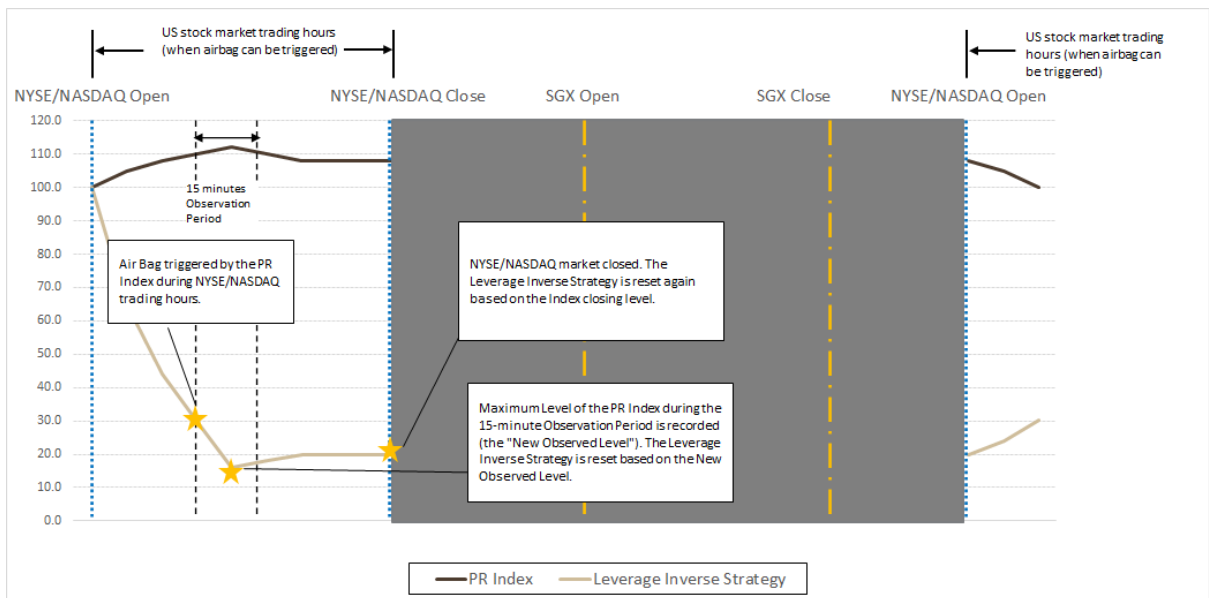 US stock market trading hours
(when airbag can be triggered)
US stock market trading
hours (when airbag can
be triggered)
NYSE/NASDAQ Open
NYSE/NASDAQ Close
SGX Open
SGX Close
NYSE/NASDAQ Open
120.0
110.0
100.0
90.0
80.0
70.0
60.0
50.0
40.0
30.0
20.0
10.0
0.0
15 minutes
Observation
Period
Air Bag triggered by the PR
Index during NYSE/NASDAQ
trading hours.
NYSE/NASDAQ market closed. The
Leverage Inverse Strategy is reset again
based on the Index closing level.
Maximum Level of the PR Index during the
15-minute Observation Period is recorded
(the "New Observed Level"). The Leverage
Inverse Strategy is reset based on the New
Observed Level.
PR Index
Leverage Inverse Strategy